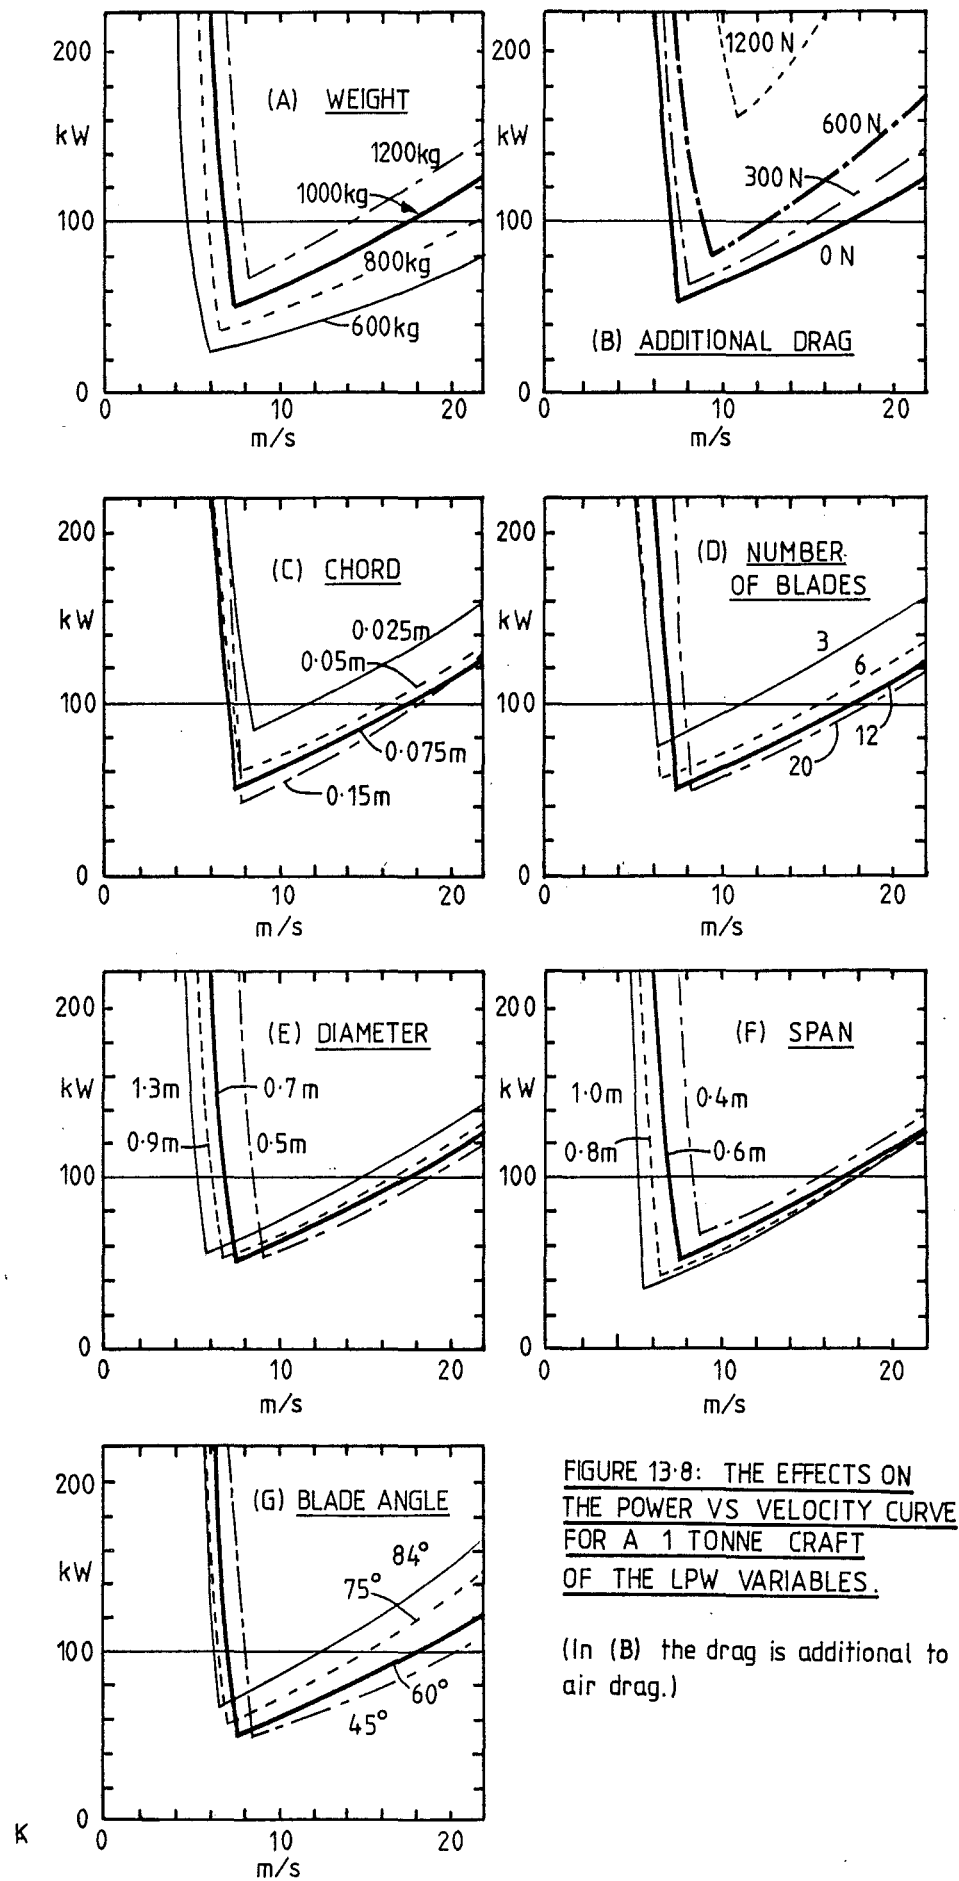 200
kW
100
0
0
10
20
m/s
(A) WEIGHT
1200kg
1000kg
800kg
600kg
200
kW
100
0
0
10
20
m/s
1200 N
600 N
300 N
0 N
(B) ADDITIONAL DRAG
200
kW
100
0
0
10
20
m/s
(C) CHORD
0·025m
0·05m
0·075m
0·15m
200
kW
100
0
0
10
20
m/s
(D) NUMBER
OF BLADES
3
6
12
20
200
kW
100
0
0
10
20
m/s
(E) DIAMETER
1·3m
0·7m
0·9m
0·5m
200
kW
100
0
0
10
20
m/s
(F) SPAN
1·0m
0·4m
0·8m
0·6m
200
kW
100
0
0
10
20
m/s
(G) BLADE ANGLE
84°
75°
60°
45°
FIGURE 13·8: THE EFFECTS ON
THE POWER VS VELOCITY CURVE
FOR A 1 TONNE CRAFT
OF THE LPW VARIABLES.
(In (B) the drag is additional to
air drag.)
K